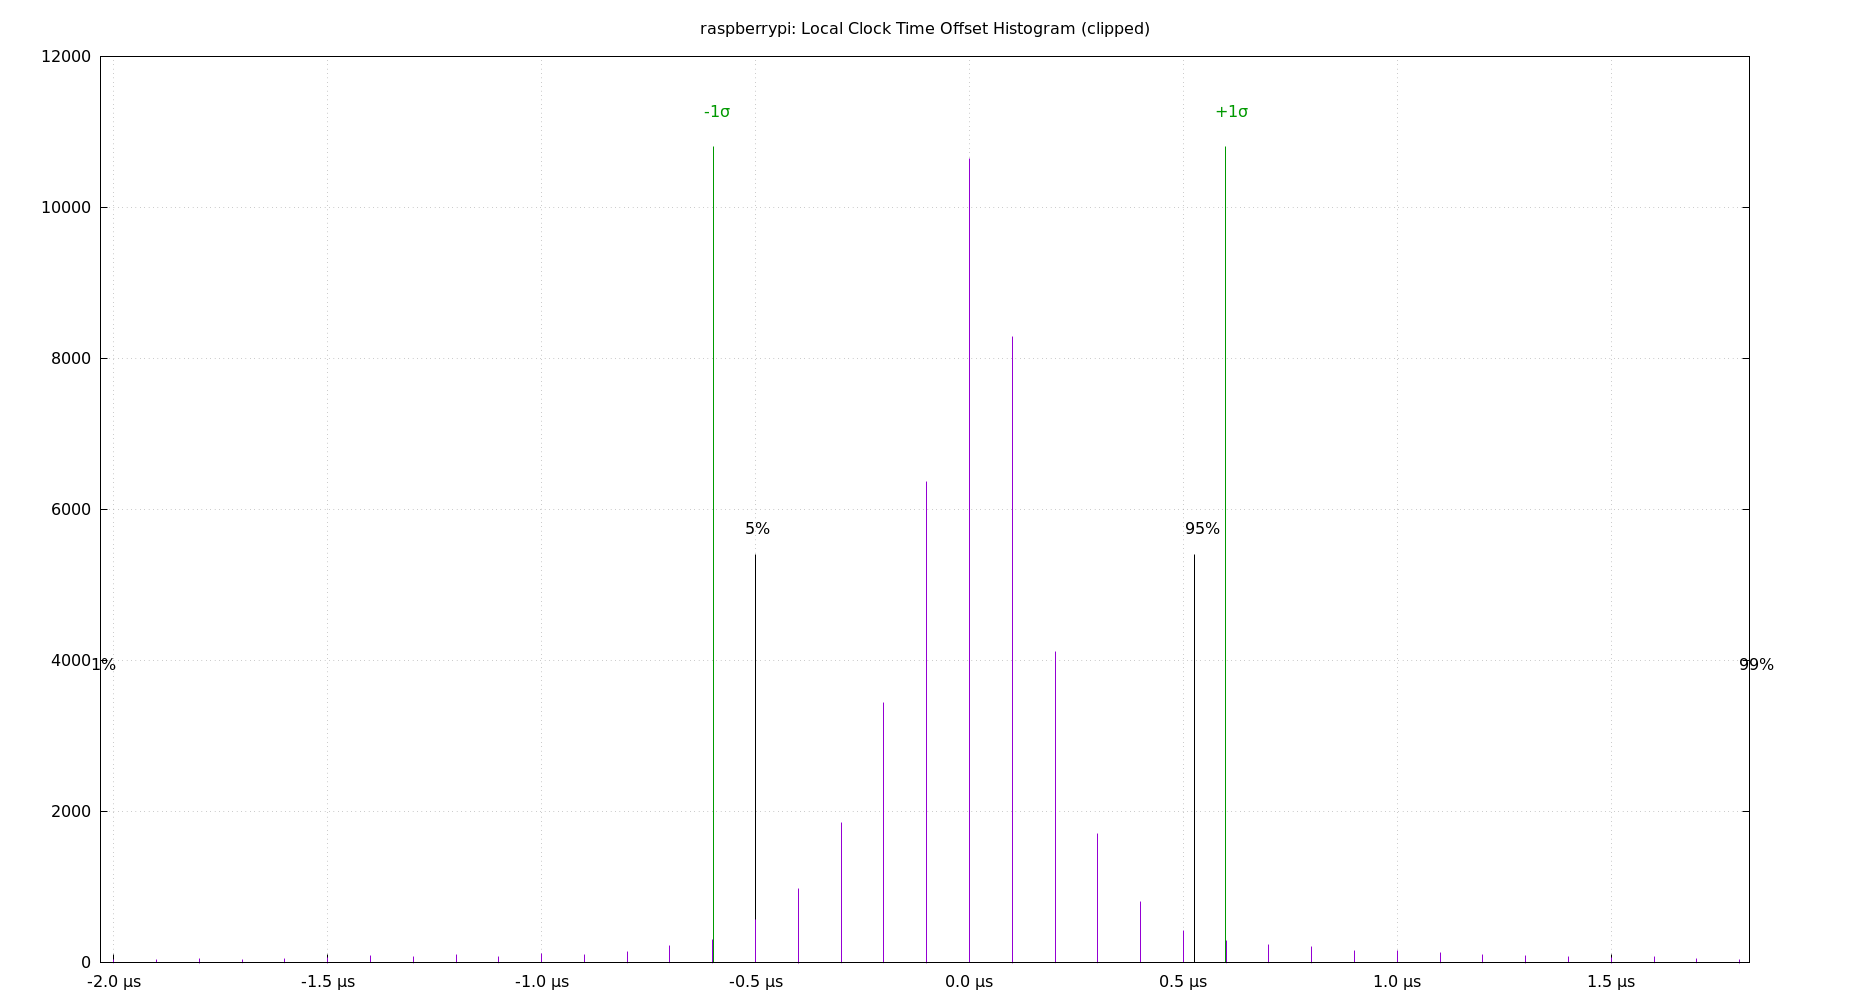 raspberrypi: Local Clock Time Offset Histogram (clipped)
12000
-1σ
+1σ
10000
8000
6000
5%
95%
4000
1%
99%
2000
0
-2.0 μs
-1.5 μs
-1.0 μs
-0.5 μs
0.0 μs
0.5 μs
1.0 μs
1.5 μs